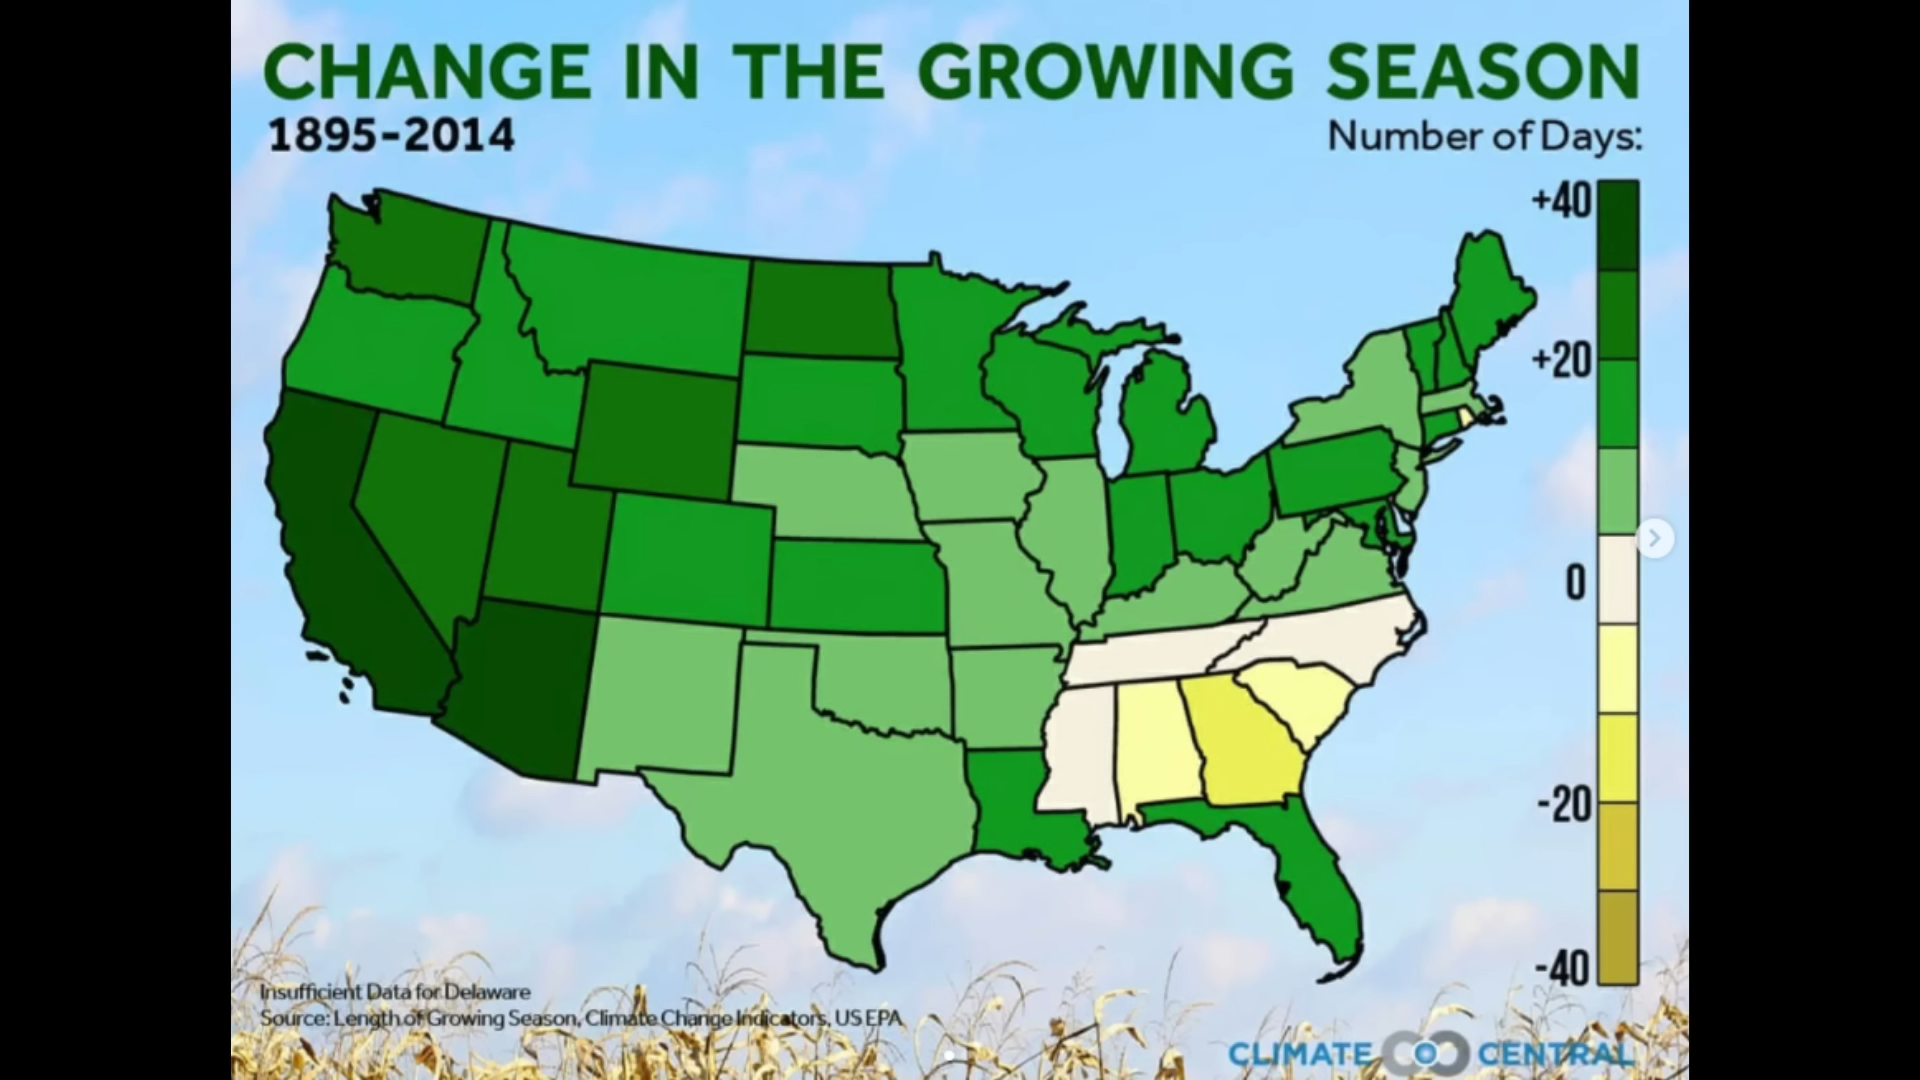 CHANGE IN THE GROWING SEASON
1895-2014
Number of Days:
+40
+20
0
-20
-40
Insufficient Data for Delaware
Source: Length of Growing Season, Climate Change Indicators, US EPA
CLIMATE CENTRAL